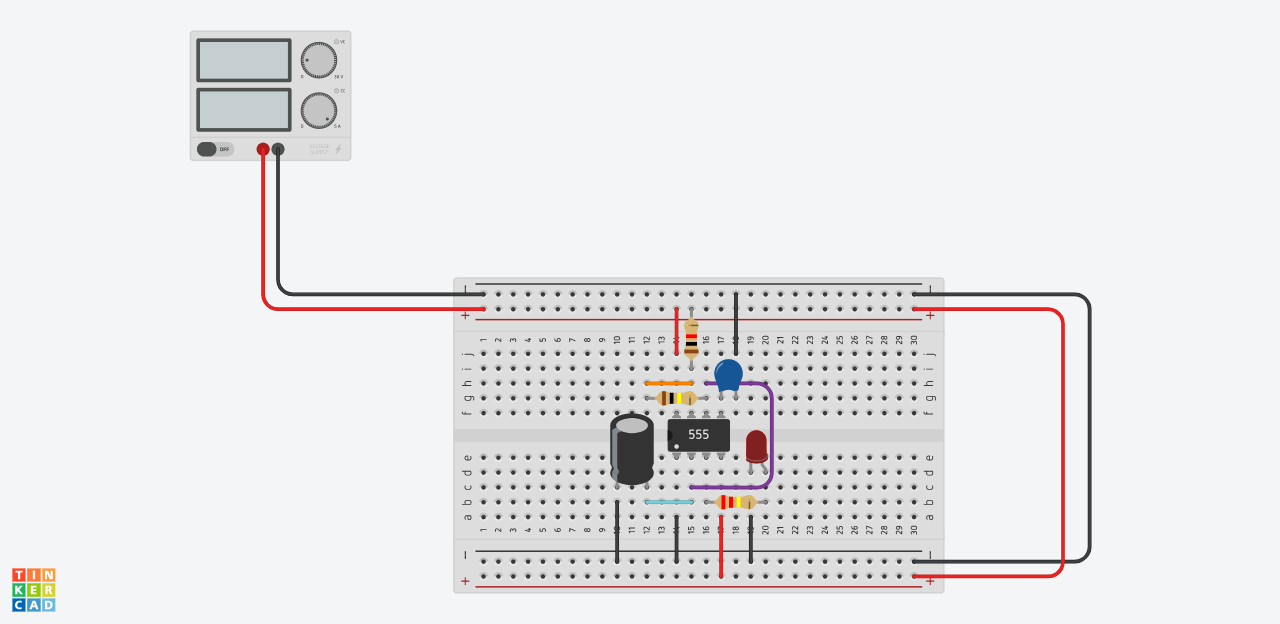 0 30 V
0 5 A
OFF
VOLTAGE
SUPPLY
− −
+ +
1 2 3 4 5 6 7 8 9 10 11 12 13 14 16 17 18 19 20 21 22 23 24 25 26 27 28 29 30
j j
i i
h h
g g
f f
555
e e
d d
c c
b b
a a
1 2 3 4 5 6 7 8 9 10 11 12 13 14 15 16 17 18 19 20 21 22 23 24 25 26 27 28 29 30
− −
+ +
TIN
KER
CAD